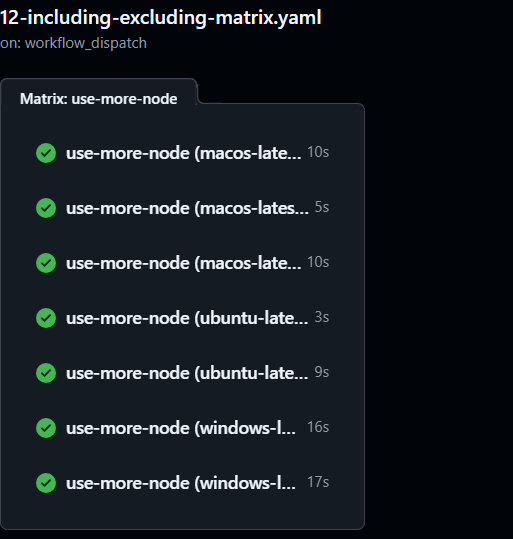 12-including-excluding-matrix.yaml
on: workflow_dispatch
Matrix: use-more-node
use-more-node (macos-late... 10s
use-more-node (macos-lates... 5s
use-more-node (macos-late... 10s
use-more-node (ubuntu-late... 3s
use-more-node (ubuntu-late... 9s
use-more-node (windows-l... 16s
use-more-node (windows-l... 17s